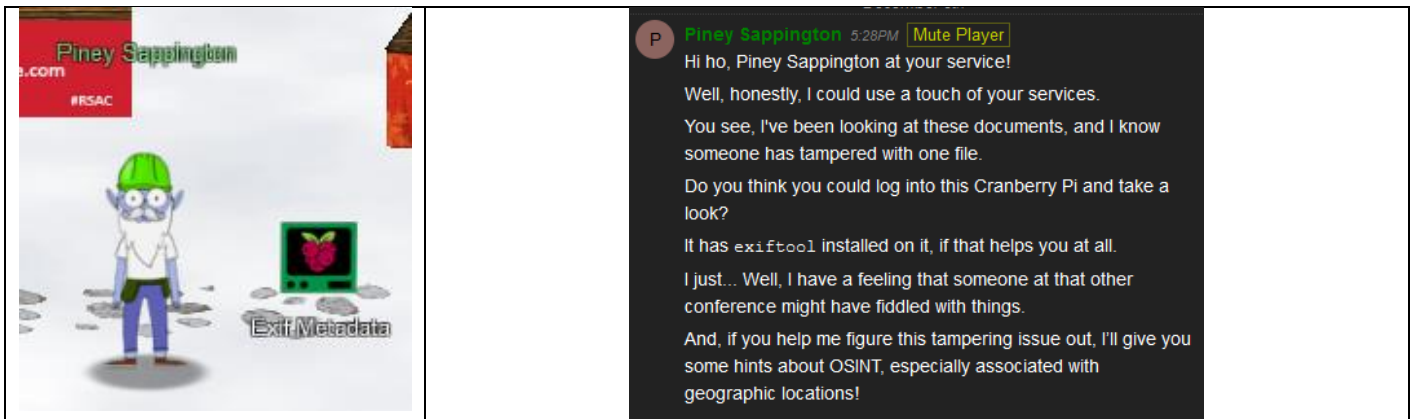 Piney Sappington
a.com
#RSAC
Exif Metadata
P
Piney Sappington 5:28PM Mute Player
Hi ho, Piney Sappington at your service!
Well, honestly, I could use a touch of your services.
You see, I've been looking at these documents, and I know
someone has tampered with one file.
Do you think you could log into this Cranberry Pi and take a
look?
It has exiftool installed on it, if that helps you at all.
I just... Well, I have a feeling that someone at that other
conference might have fiddled with things.
And, if you help me figure this tampering issue out, I'll give you
some hints about OSINT, especially associated with
geographic locations!